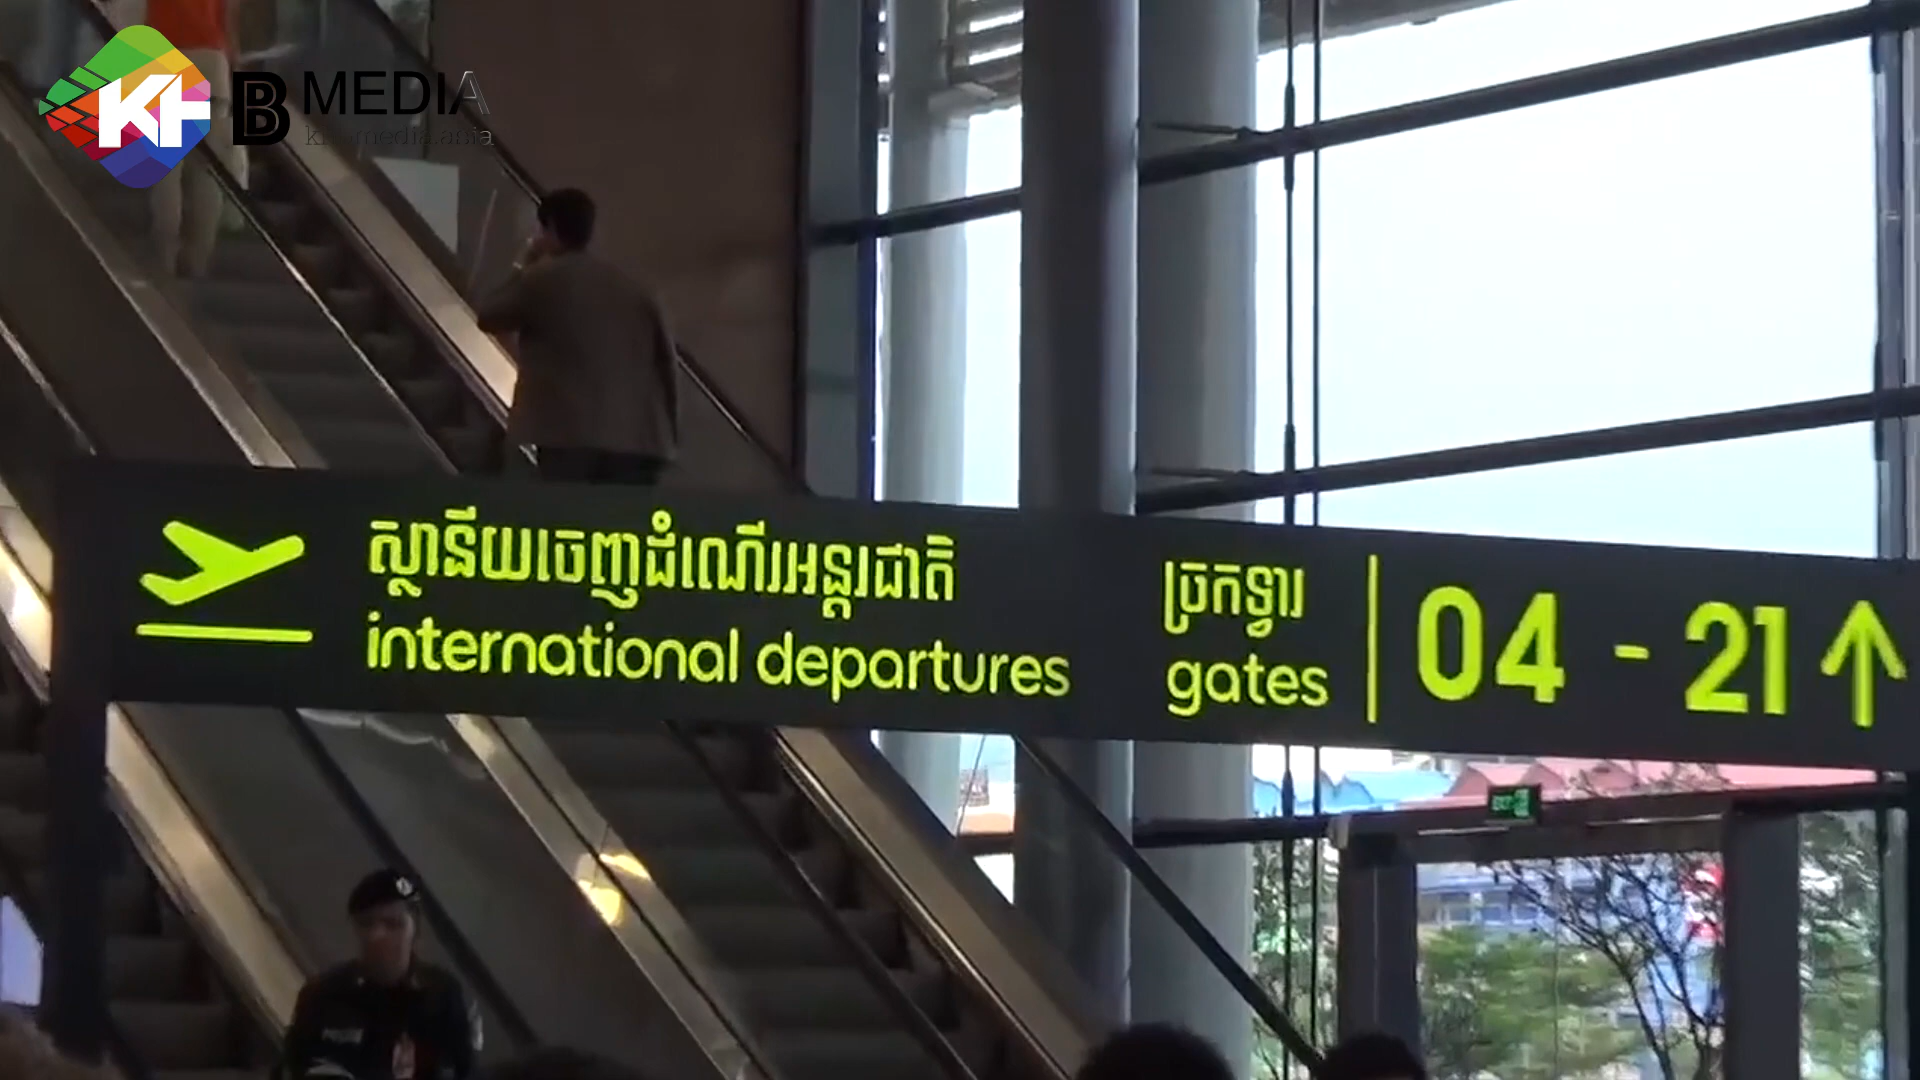 KF B MEDIA
ស្ថានីយចេញដំណើរអន្តរជាតិ
international departures
ច្រកទ្វារ
gates
04 - 21